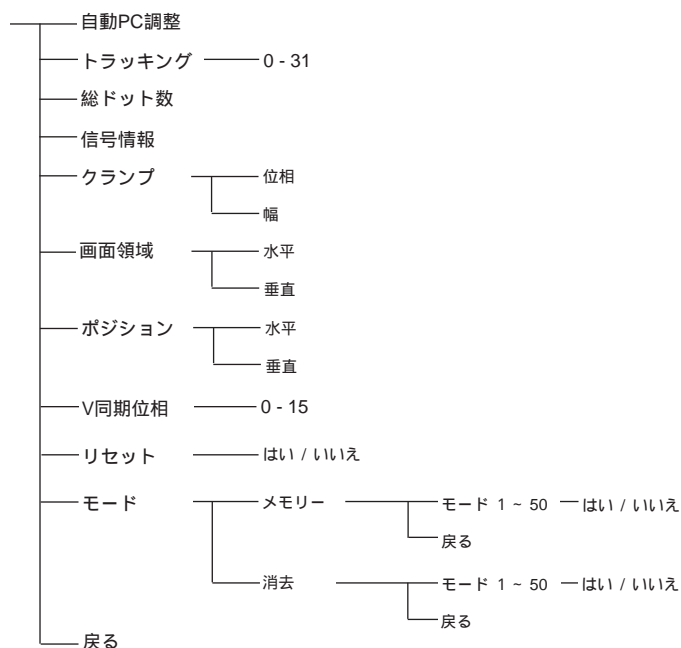 自動PC調整
トラッキング 0 - 31
総ドット数
信号情報
クランプ 位相
幅
画面領域 水平
垂直
ポジション 水平
垂直
V同期位相 0 - 15
リセット はい / いいえ
モード メモリー モード 1 ~ 50 はい / いいえ
戻る
消去 モード 1 ~ 50 はい / いいえ
戻る
戻る